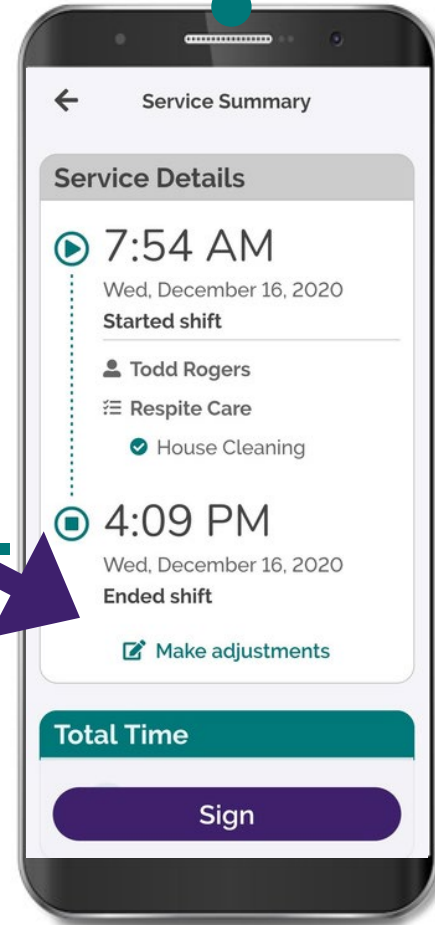 Service Summary
Service Details
7:54 AM
Wed, December 16, 2020
Started shift
Todd Rogers
Respite Care
House Cleaning
4:09 PM
Wed, December 16, 2020
Ended shift
Make adjustments
Total Time
Sign